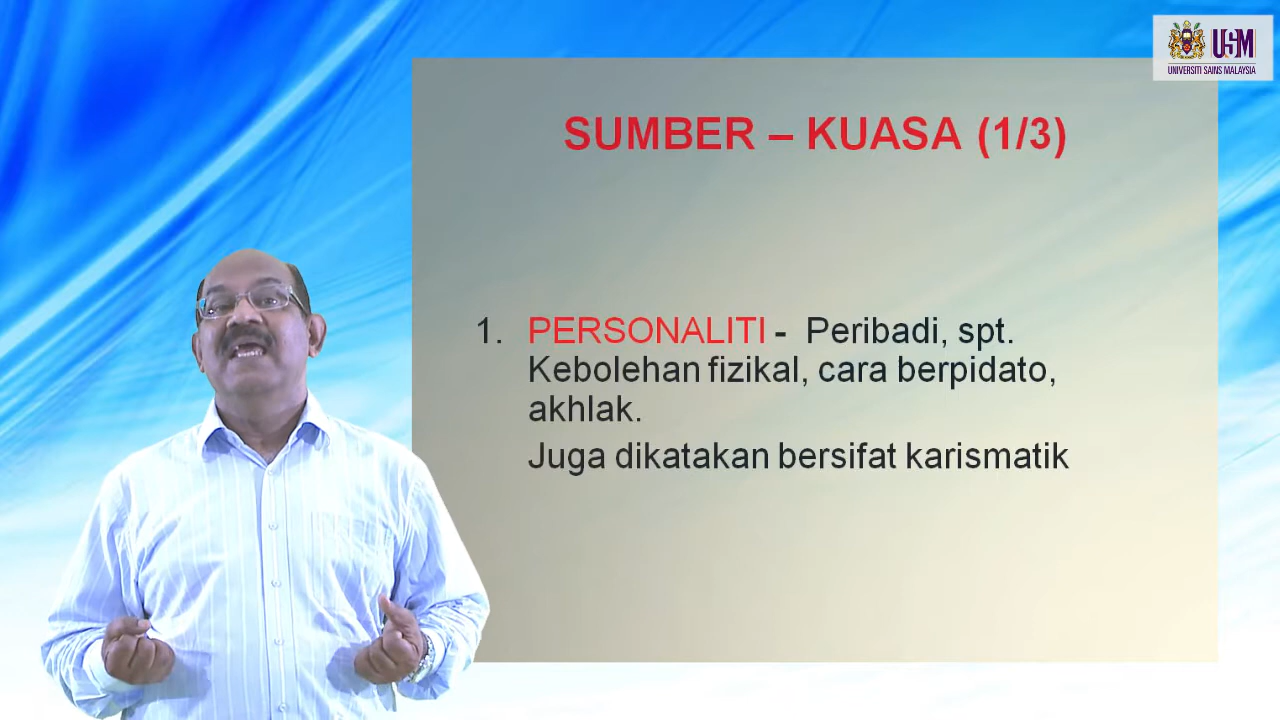 USM
UNIVERSITI SAINS MALAYSIA
SUMBER – KUASA (1/3)
1. PERSONALITI - Peribadi, spt.
Kebolehan fizikal, cara berpidato,
akhlak.
Juga dikatakan bersifat karismatik